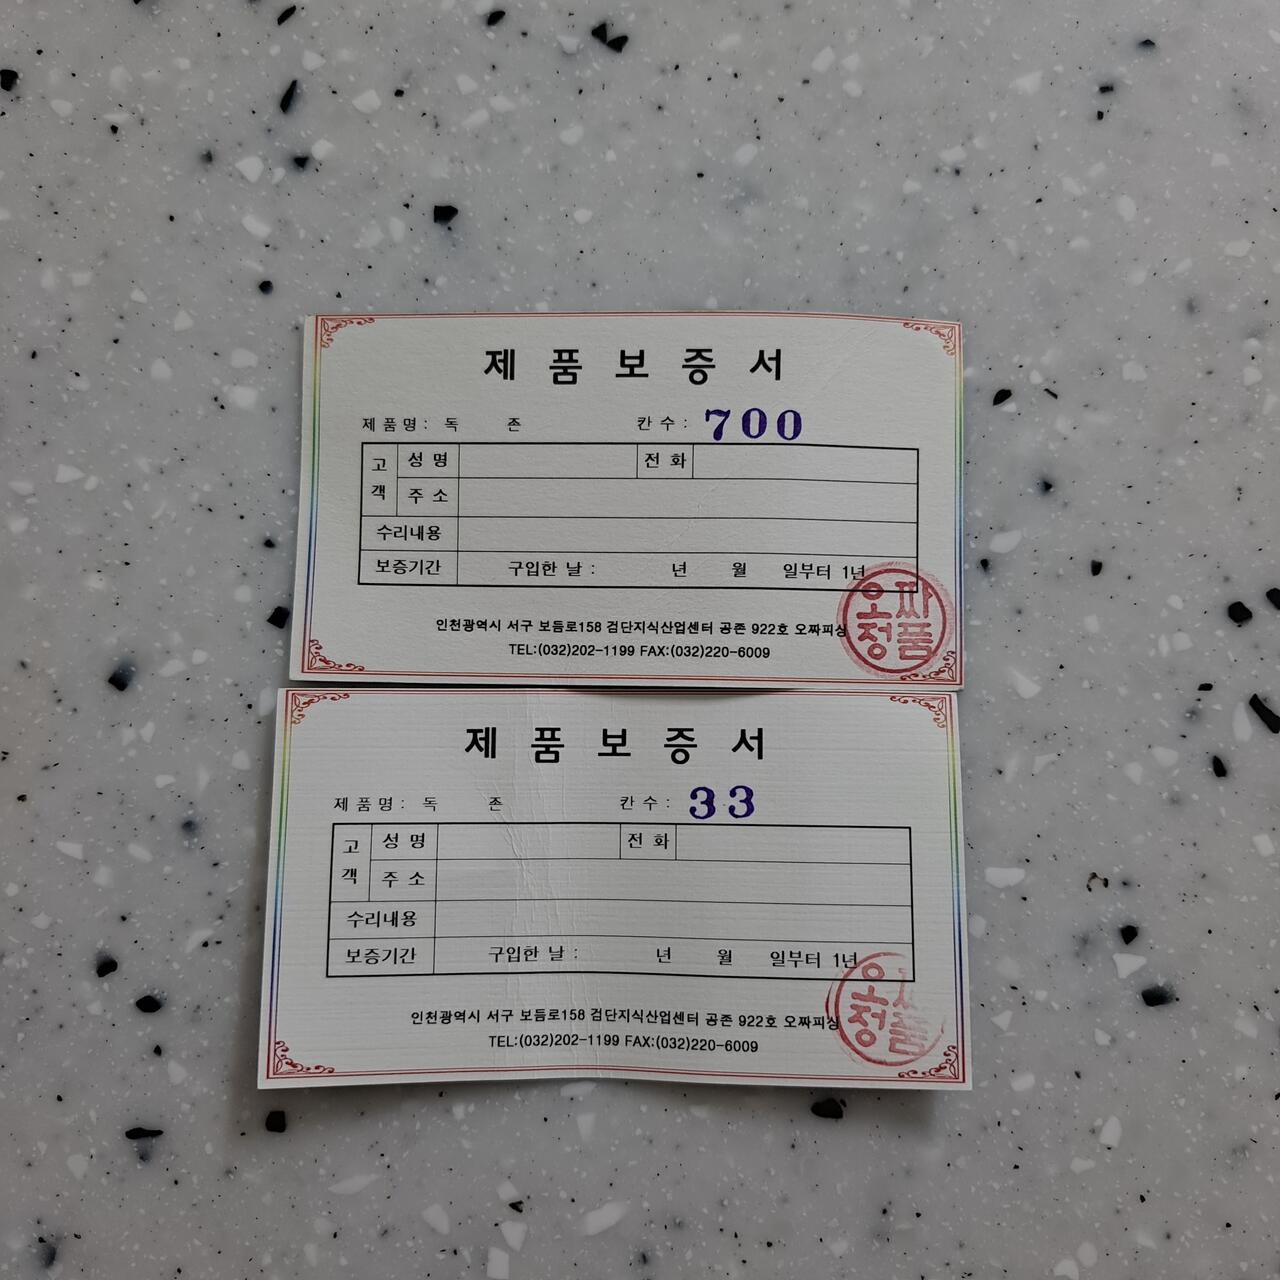 제품보증서
제품명: 독 존 칸수: 700
고객 성명 전화
주소
수리내용
보증기간 구입한 날 : 년 월 일부터 1년
인천광역시 서구 보듬로158 검단지식산업센터 공존 922호 오짜피싱
TEL:(032)202-1199 FAX:(032)220-6009
오짜
정품
제품보증서
제품명: 독 존 칸수: 33
고객 성명 전화
주소
수리내용
보증기간 구입한 날 : 년 월 일부터 1년
인천광역시 서구 보듬로158 검단지식산업센터 공존 922호 오짜피싱
TEL:(032)202-1199 FAX:(032)220-6009
오짜
정품